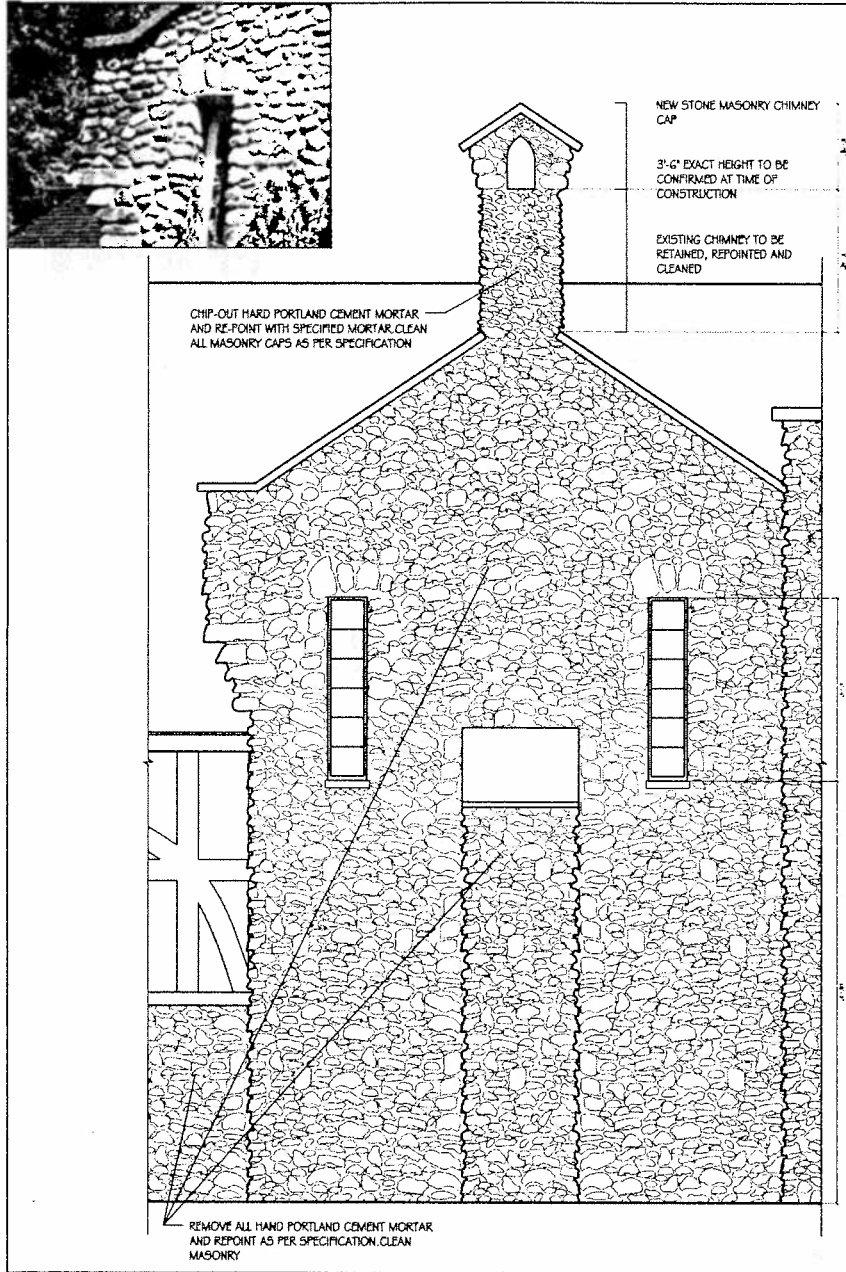 NEW STONE MASONRY CHIMNEY
CAP
3'-6" EXACT HEIGHT TO BE
CONFIRMED AT TIME OF
CONSTRUCTION
EXISTING CHIMNEY TO BE
RETAINED, REPOINTED AND
CLEANED
CHIP-OUT HARD PORTLAND CEMENT MORTAR
AND RE-POINT WITH SPECIFIED MORTAR.CLEAN
ALL MASONRY CAPS AS PER SPECIFICATION
REMOVE ALL HAND PORTLAND CEMENT MORTAR
AND REPOINT AS PER SPECIFICATION.CLEAN
MASONRY